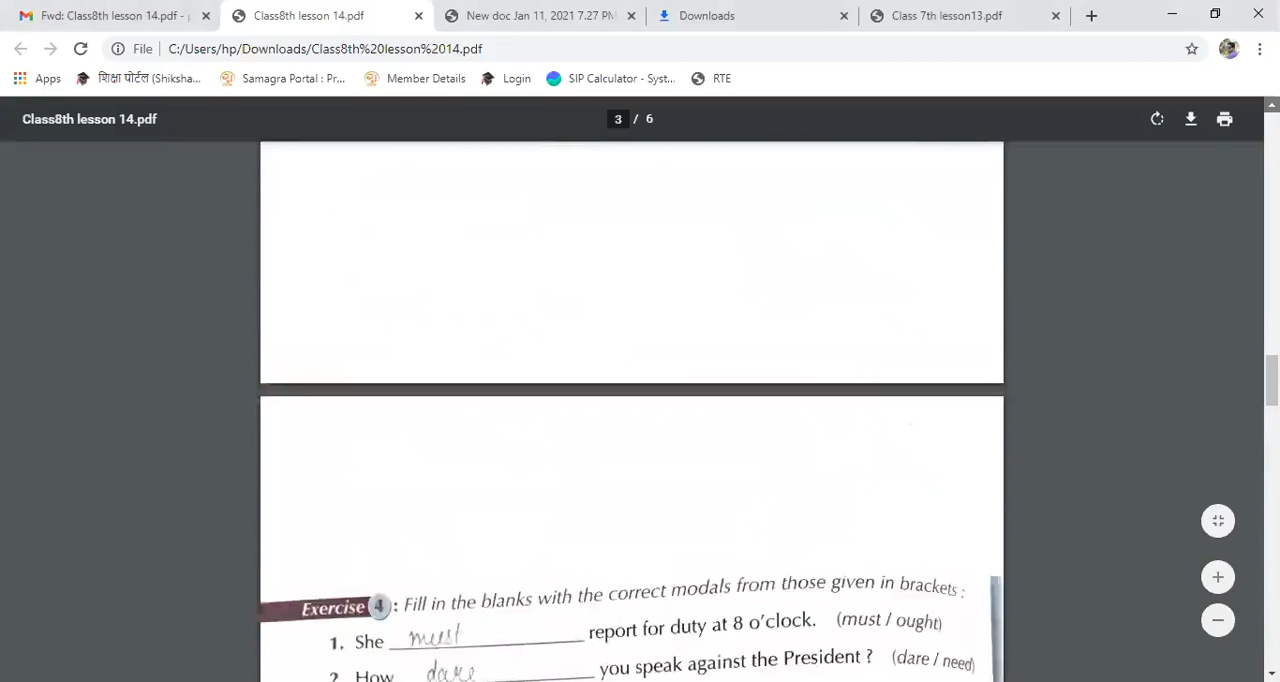 Fwd: Class8th lesson 14.pdf - p
Class8th lesson 14.pdf
New doc Jan 11, 2021 7.27 PM
Downloads
Class 7th lesson13.pdf
File
C:/Users/hp/Downloads/Class8th%20lesson%2014.pdf
Apps
शिक्षा पोर्टल (Shiksha...
Samagra Portal : Pr...
Member Details
Login
SIP Calculator - Syst...
RTE
Class8th lesson 14.pdf
3 / 6
Exercise 4 : Fill in the blanks with the correct modals from those given in brackets :
1. She must report for duty at 8 o'clock. (must / ought)
2. How dare you speak against the President ? (dare / need)